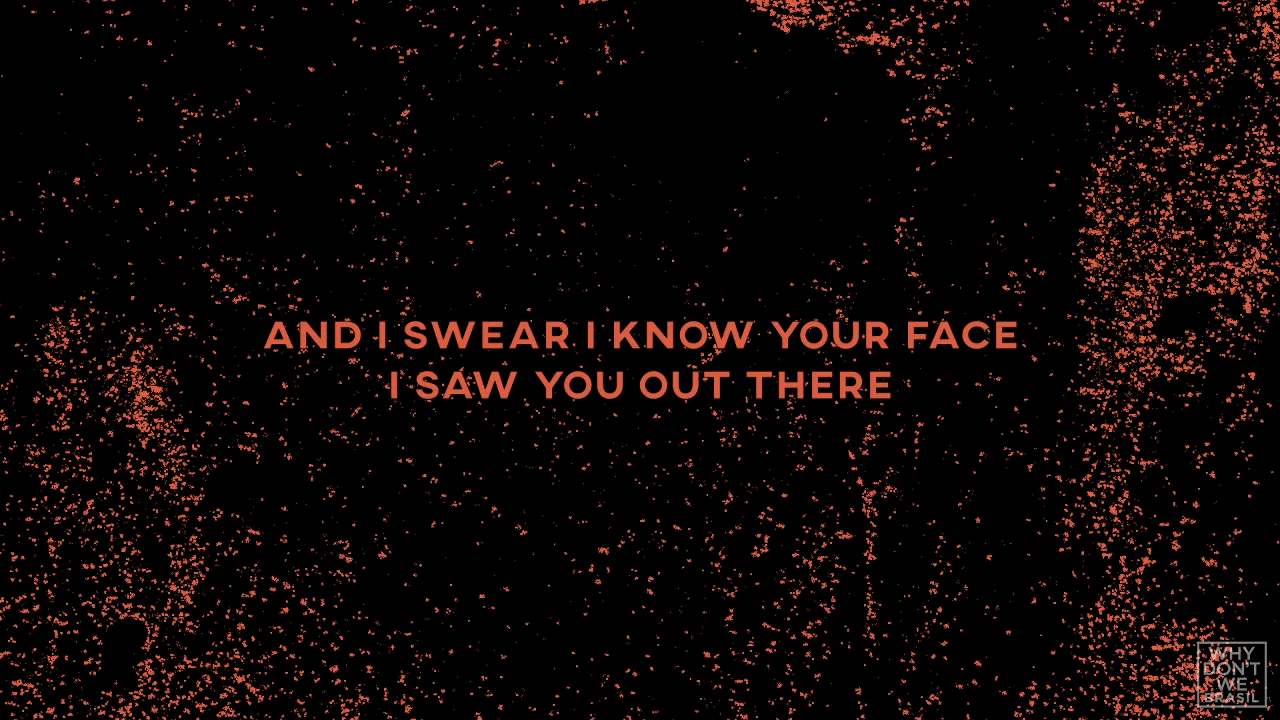 AND I SWEAR I KNOW YOUR FACE
I SAW YOU OUT THERE
WHY
DON'T
WE
BRASIL